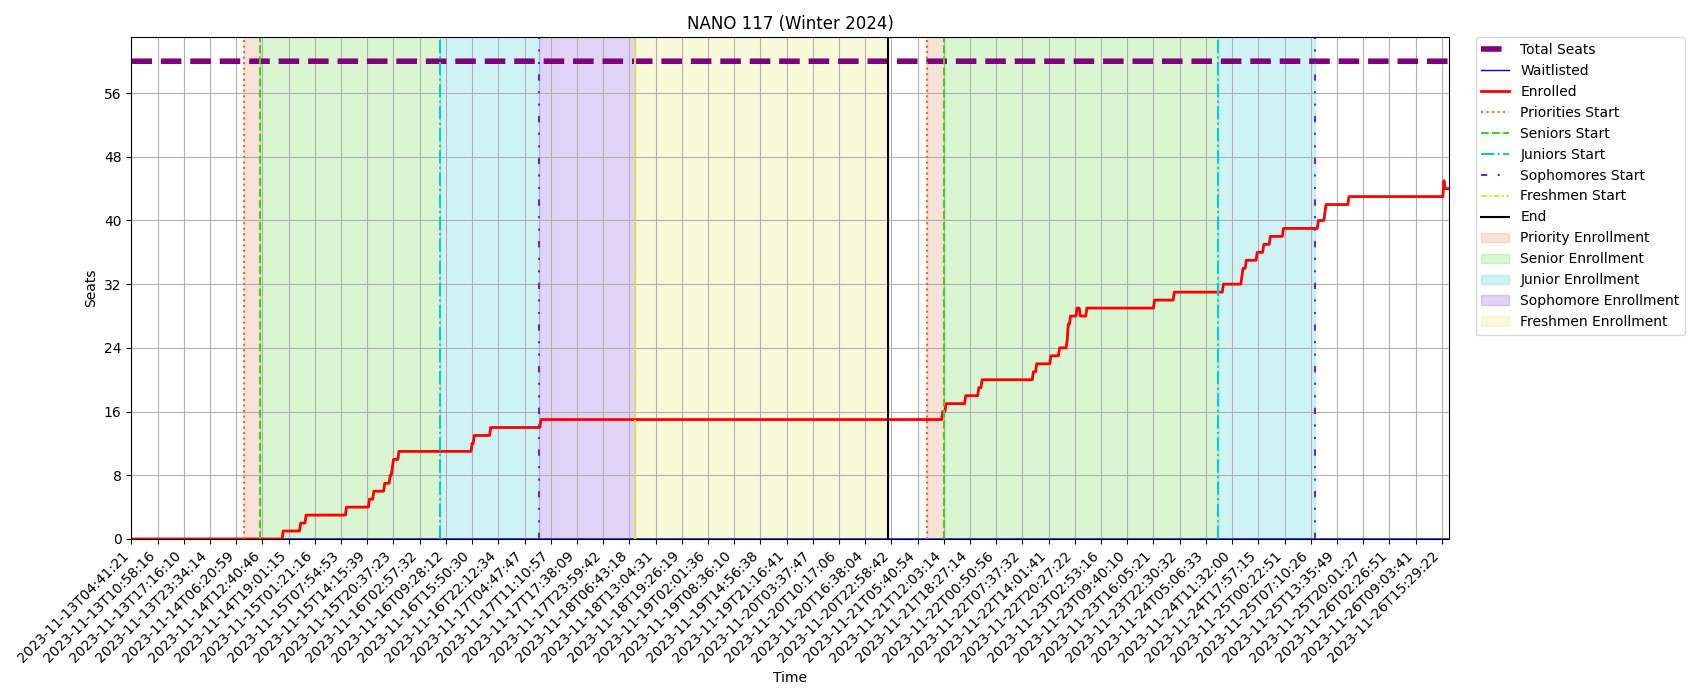 NANO 117 (Winter 2024)
Seats
56
48
40
32
24
16
8
0
2023-11-13T04:41:21
2023-11-13T10:58:16
2023-11-13T17:16:10
2023-11-13T23:34:14
2023-11-14T06:20:59
2023-11-14T12:40:46
2023-11-14T19:01:15
2023-11-15T01:21:16
2023-11-15T07:54:53
2023-11-15T14:15:39
2023-11-15T20:37:23
2023-11-16T02:57:32
2023-11-16T09:28:12
2023-11-16T15:50:30
2023-11-16T22:12:34
2023-11-17T04:47:47
2023-11-17T11:10:57
2023-11-17T17:38:09
2023-11-17T23:59:42
2023-11-18T06:43:18
2023-11-18T13:04:31
2023-11-18T19:26:19
2023-11-19T02:01:36
2023-11-19T08:36:10
2023-11-19T14:56:38
2023-11-19T21:16:41
2023-11-20T03:37:47
2023-11-20T10:17:06
2023-11-20T16:38:04
2023-11-20T22:58:42
2023-11-21T05:40:54
2023-11-21T12:03:14
2023-11-21T18:27:14
2023-11-22T00:50:56
2023-11-22T07:37:32
2023-11-22T14:01:41
2023-11-22T20:27:22
2023-11-23T02:53:16
2023-11-23T09:40:10
2023-11-23T16:05:21
2023-11-23T22:30:32
2023-11-24T05:06:33
2023-11-24T11:32:00
2023-11-24T17:57:15
2023-11-25T00:22:51
2023-11-25T07:10:26
2023-11-25T13:35:49
2023-11-25T20:01:27
2023-11-26T02:26:51
2023-11-26T09:03:41
2023-11-26T15:29:22
Time
Total Seats
Waitlisted
Enrolled
Priorities Start
Seniors Start
Juniors Start
Sophomores Start
Freshmen Start
End
Priority Enrollment
Senior Enrollment
Junior Enrollment
Sophomore Enrollment
Freshmen Enrollment